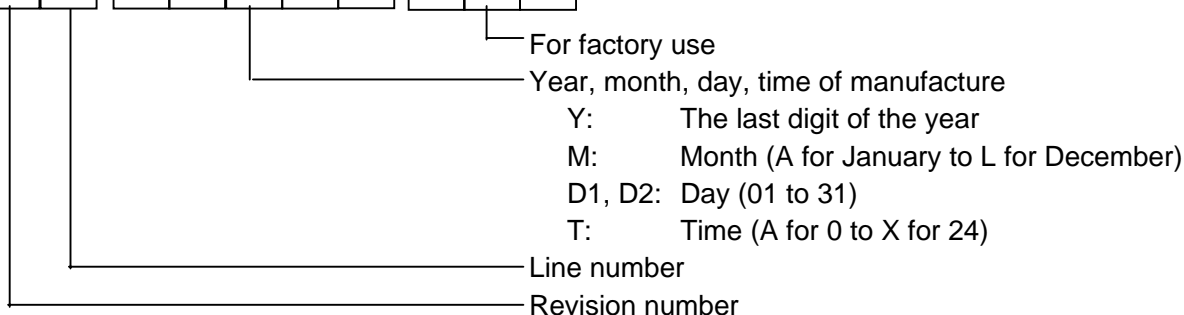 For factory use
Year, month, day, time of manufacture
Y: The last digit of the year
M: Month (A for January to L for December)
D1, D2: Day (01 to 31)
T: Time (A for 0 to X for 24)
Line number
Revision number